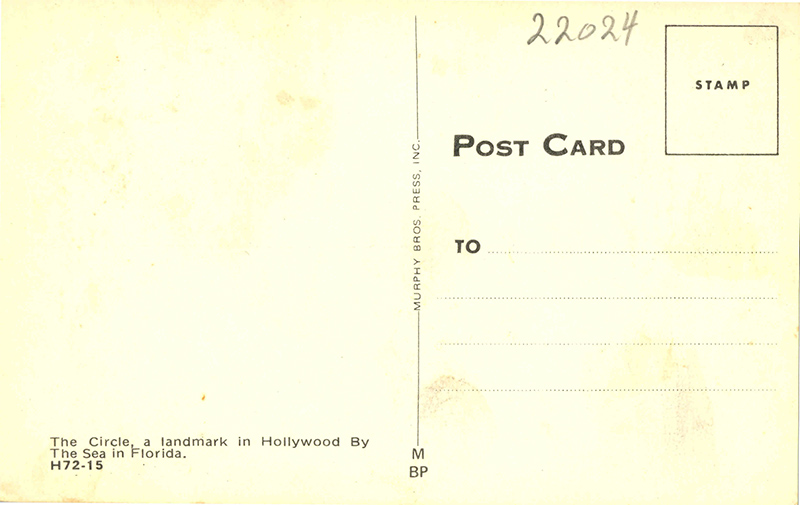 22024
STAMP
POST CARD
TO
MURPHY BROS. PRESS, INC.
The Circle, a landmark in Hollywood By
The Sea in Florida.
H72-15
M
BP